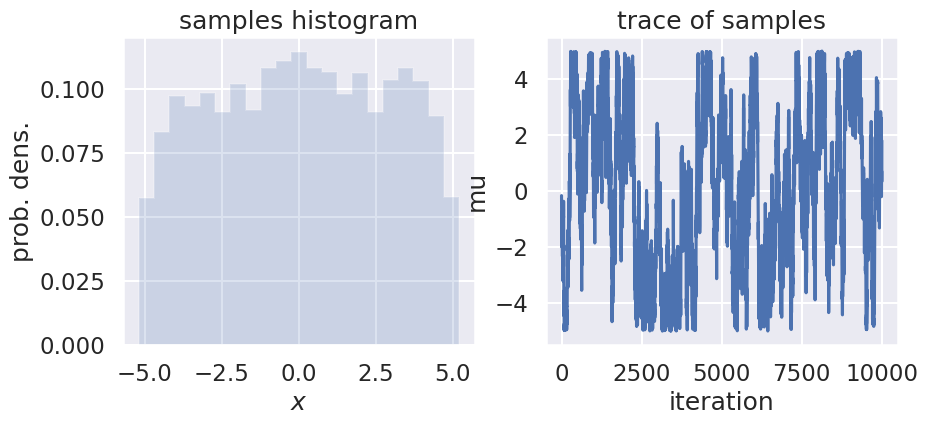 samples histogram
prob. dens.
0.100
0.075
0.050
0.025
0.000
−5.0 −2.5 0.0 2.5 5.0
x
trace of samples
mu
4
2
0
−2
−4
0 2500 5000 7500 10000
iteration